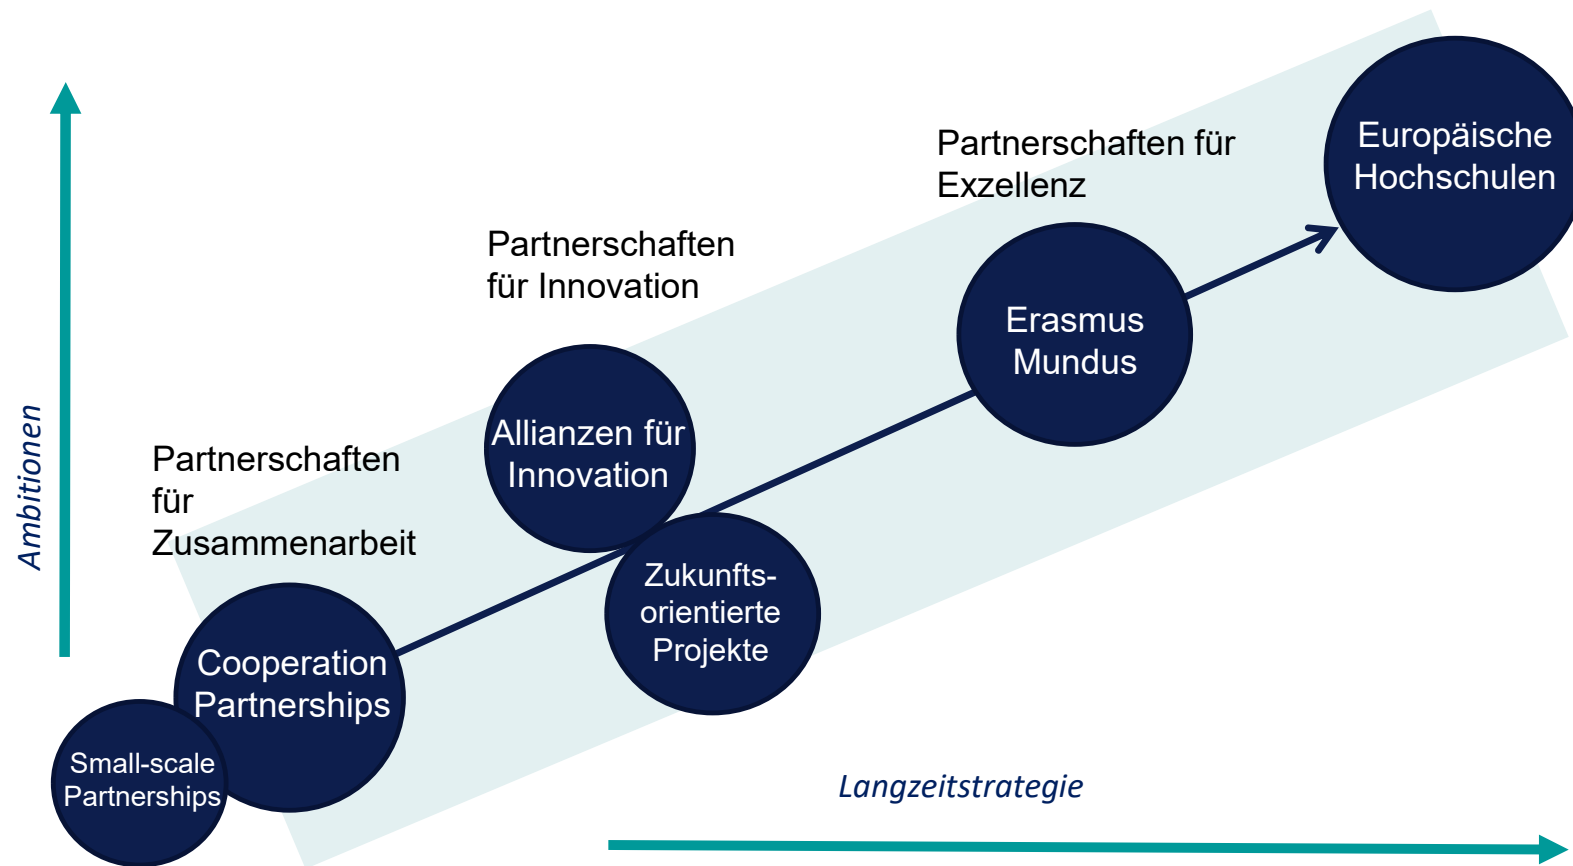 Europäische
Hochschulen
Partnerschaften für
Exzellenz
Partnerschaften
für Innovation
Erasmus
Mundus
Ambitionen
Allianzen für
Innovation
Partnerschaften
für
Zusammenarbeit
Zukunfts-
orientierte
Projekte
Cooperation
Partnerships
Small-scale
Partnerships
Langzeitstrategie